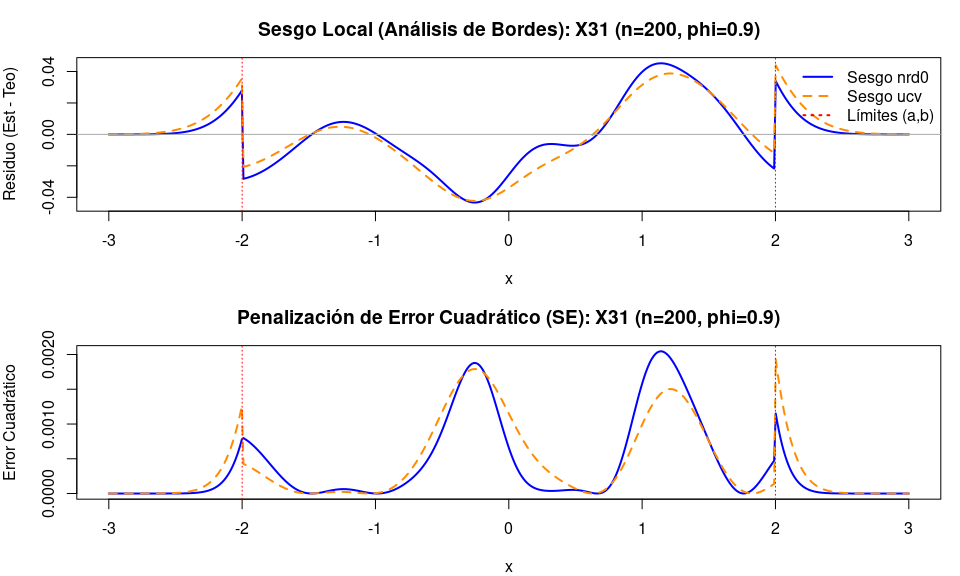 Sesgo Local (Análisis de Bordes): X31 (n=200, phi=0.9)
Residuo (Est - Teo)
0.04
0.00
-0.04
Sesgo nrd0
Sesgo ucv
Límites (a,b)
-3 -2 -1 0 1 2 3
x
Penalización de Error Cuadrático (SE): X31 (n=200, phi=0.9)
Error Cuadrático
0.0020
0.0010
0.0000
-3 -2 -1 0 1 2 3
x